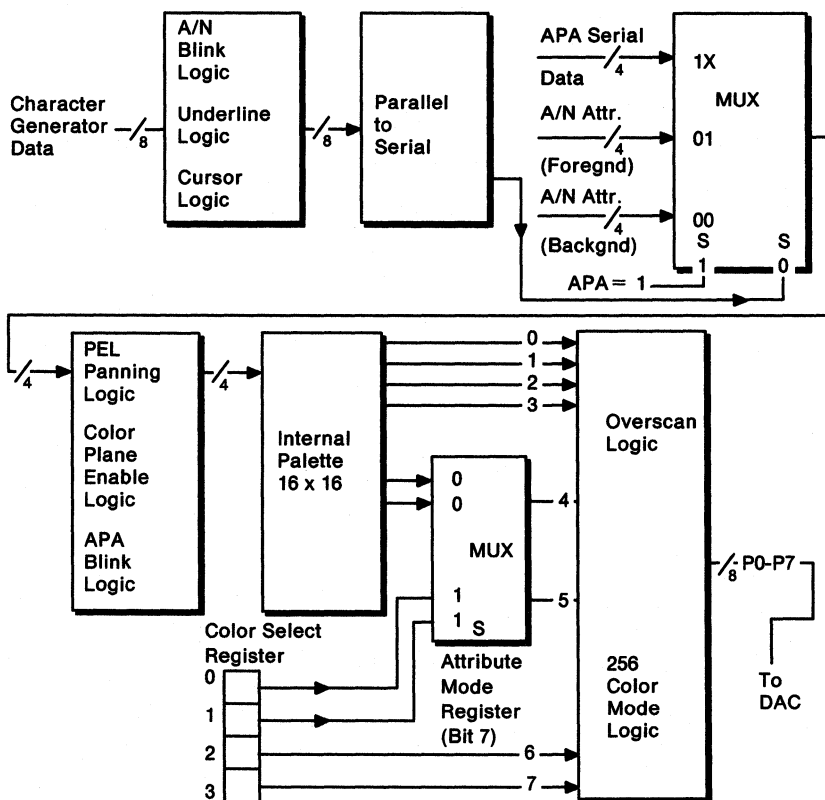 Character
Generator
Data
8
A/N
Blink
Logic
Underline
Logic
Cursor
Logic
8
Parallel
to
Serial
APA Serial
Data
4
A/N Attr.
(Foregnd)
4
A/N Attr.
(Backgnd)
4
1X
MUX
01
00
S
1
S
0
APA = 1
4
PEL
Panning
Logic
Color
Plane
Enable
Logic
APA
Blink
Logic
4
Internal
Palette
16 x 16
0
1
2
3
0
0
MUX
1
1
S
Attribute
Mode
Register
(Bit 7)
4
5
Color Select
Register
0
1
2
3
6
7
Overscan
Logic
256
Color
Mode
Logic
8
P0-P7
To
DAC